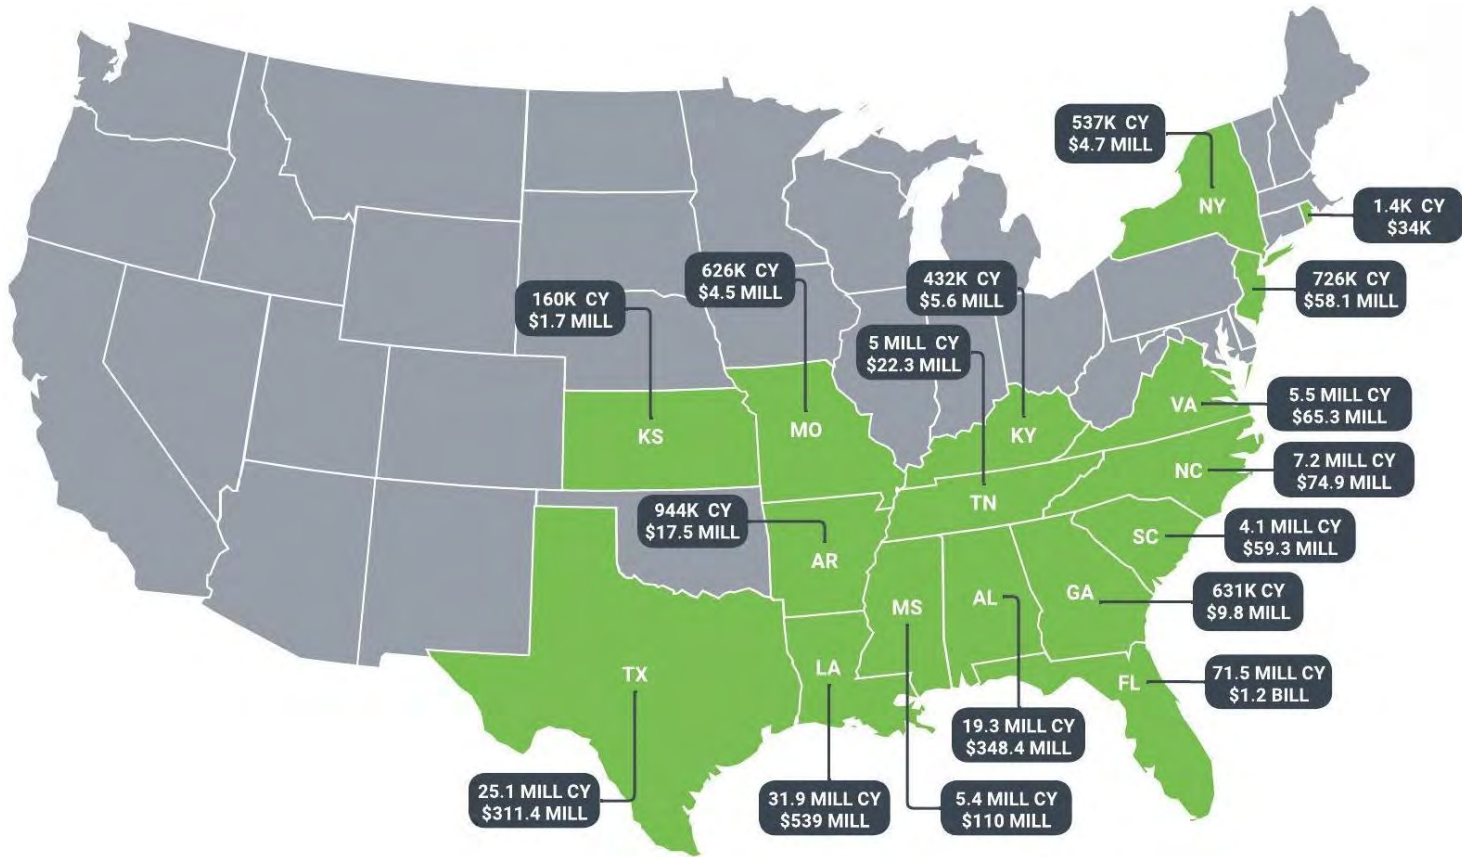 537K CY
$4.7 MILL
NY
1.4K CY
$34K
626K CY
$4.5 MILL
432K CY
$5.6 MILL
726K CY
$58.1 MILL
160K CY
$1.7 MILL
5 MILL CY
$22.3 MILL
5.5 MILL CY
$65.3 MILL
VA
KS
MO
KY
7.2 MILL CY
$74.9 MILL
NC
TN
944K CY
$17.5 MILL
AR
SC
4.1 MILL CY
$59.3 MILL
MS
AL
GA
631K CY
$9.8 MILL
TX
LA
FL
71.5 MILL CY
$1.2 BILL
19.3 MILL CY
$348.4 MILL
25.1 MILL CY
$311.4 MILL
31.9 MILL CY
$539 MILL
5.4 MILL CY
$110 MILL